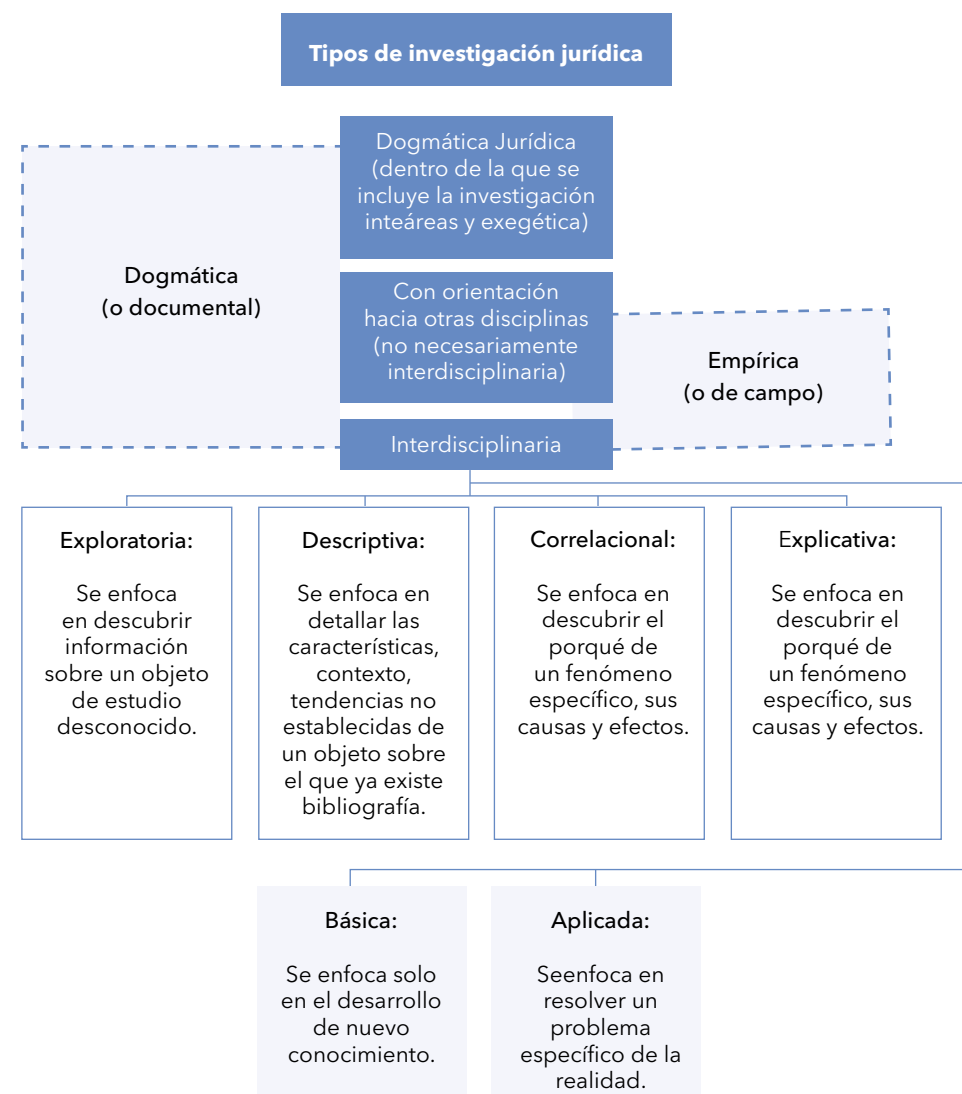 Tipos de investigación jurídica
Dogmática Jurídica
(dentro de la que se
incluye la investigación
inteáreas y exegética)
Dogmática
(o documental)
Con orientación
hacia otras disciplinas
(no necesariamente
interdisciplinaria)
Empírica
(o de campo)
Interdisciplinaria
Exploratoria:
Se enfoca
en descubrir
información
sobre un objeto
de estudio
desconocido.
Descriptiva:
Se enfoca en
detallar las
características,
contexto,
tendencias no
establecidas de
un objeto sobre
el que ya existe
bibliografía.
Correlacional:
Se enfoca en
descubrir el
porqué de
un fenómeno
específico, sus
causas y efectos.
Explicativa:
Se enfoca en
descubrir el
porqué de
un fenómeno
específico, sus
causas y efectos.
Básica:
Se enfoca solo
en el desarrollo
de nuevo
conocimiento.
Aplicada:
Seenfoca en
resolver un
problema
específico de la
realidad.